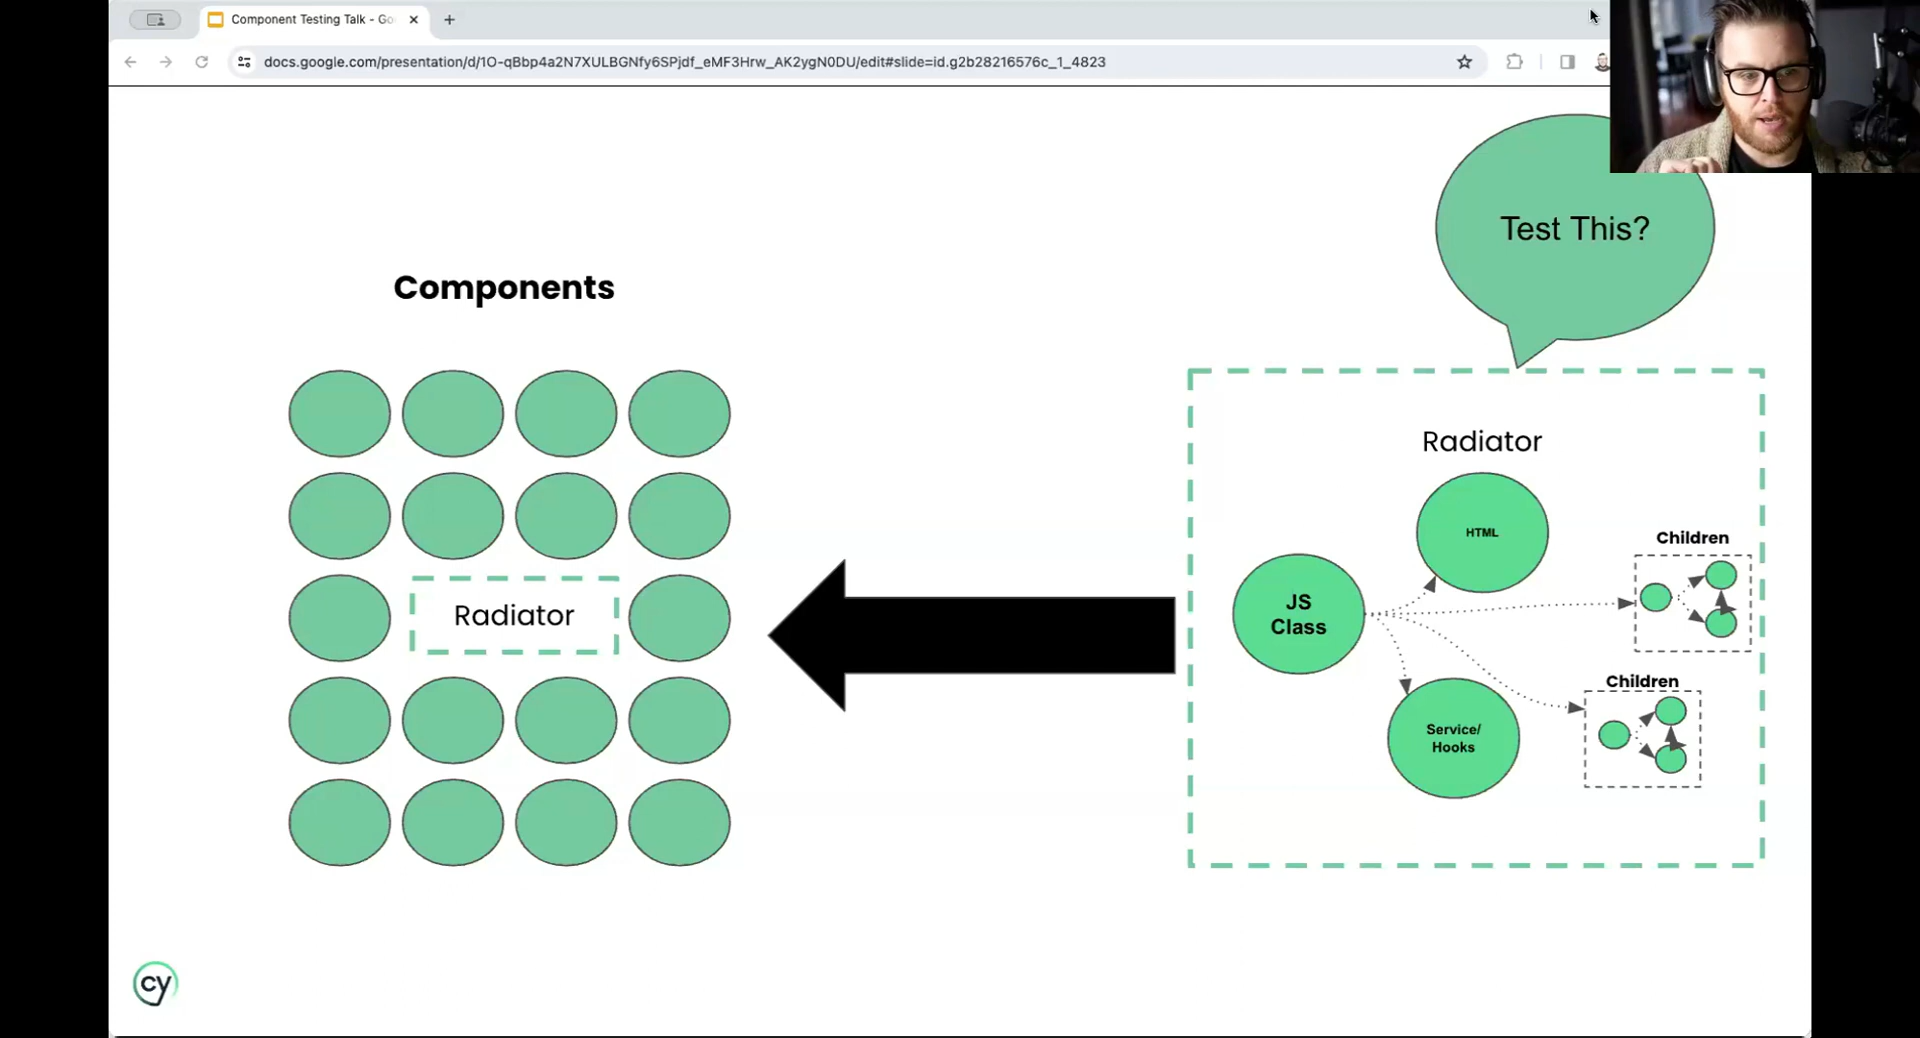 Component Testing Talk - Go
docs.google.com/presentation/d/1O-qBbp4a2N7XULBGNfy6SPjdf_eMF3Hrw_AK2ygN0DU/edit#slide=id.g2b28216576c_1_4823
Test This?
Components
Radiator
Radiator
HTML
Children
JS
Class
Children
Service/
Hooks
cy